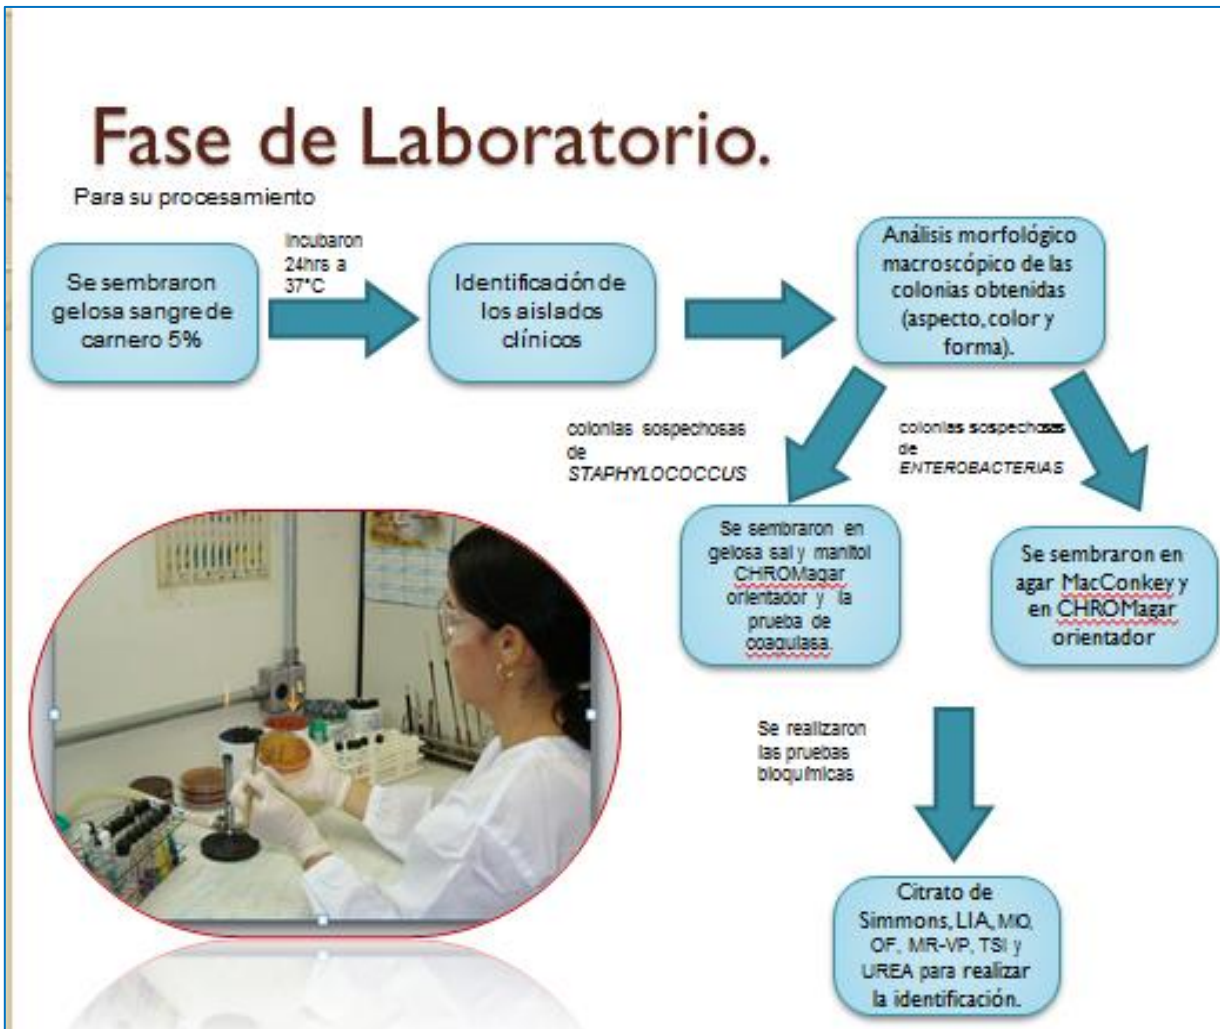 Fase de Laboratorio.
Para su procesamiento
Se sembraron
gelosa sangre de
carnero 5%
Incubaron
24hrs a
37°C
Identificación de
los aislados
clínicos
Análisis morfológico
macroscópico de las
colonias obtenidas
(aspecto, color y
forma).
colonias sospechosas
de
STAPHYLOCOCCUS
colonias sospechosas
de
ENTEROBACTERIAS
Se sembraron en
gelosa sal y manitol
CHROMagar
orientador y la
prueba de
coagulasa.
Se sembraron en
agar MacConkey y
en CHROMagar
orientador
Se realizaron
las pruebas
bioquímicas
Citrato de
Simmons, LIA, MIO,
OF, MR-VP, TSI y
UREA para realizar
la identificación.